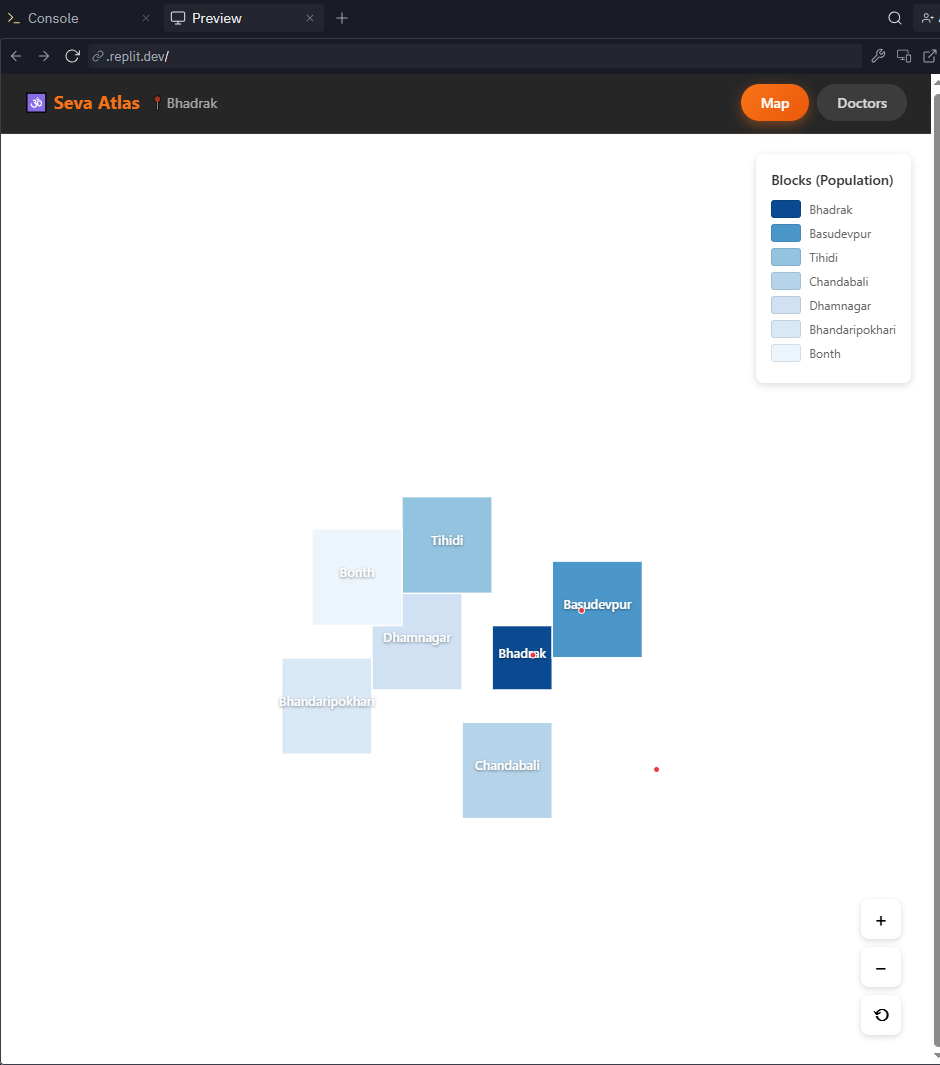 Console
Preview
.replit.dev/
ॐ Seva Atlas Bhadrak
Map
Doctors
Blocks (Population)
Bhadrak
Basudevpur
Tihidi
Chandabali
Dhamnagar
Bhandaripokhari
Bonth
Tihidi
Bonth
Basudevpur
Dhamnagar
Bhadrak
Bhandaripokhari
Chandabali
+
−